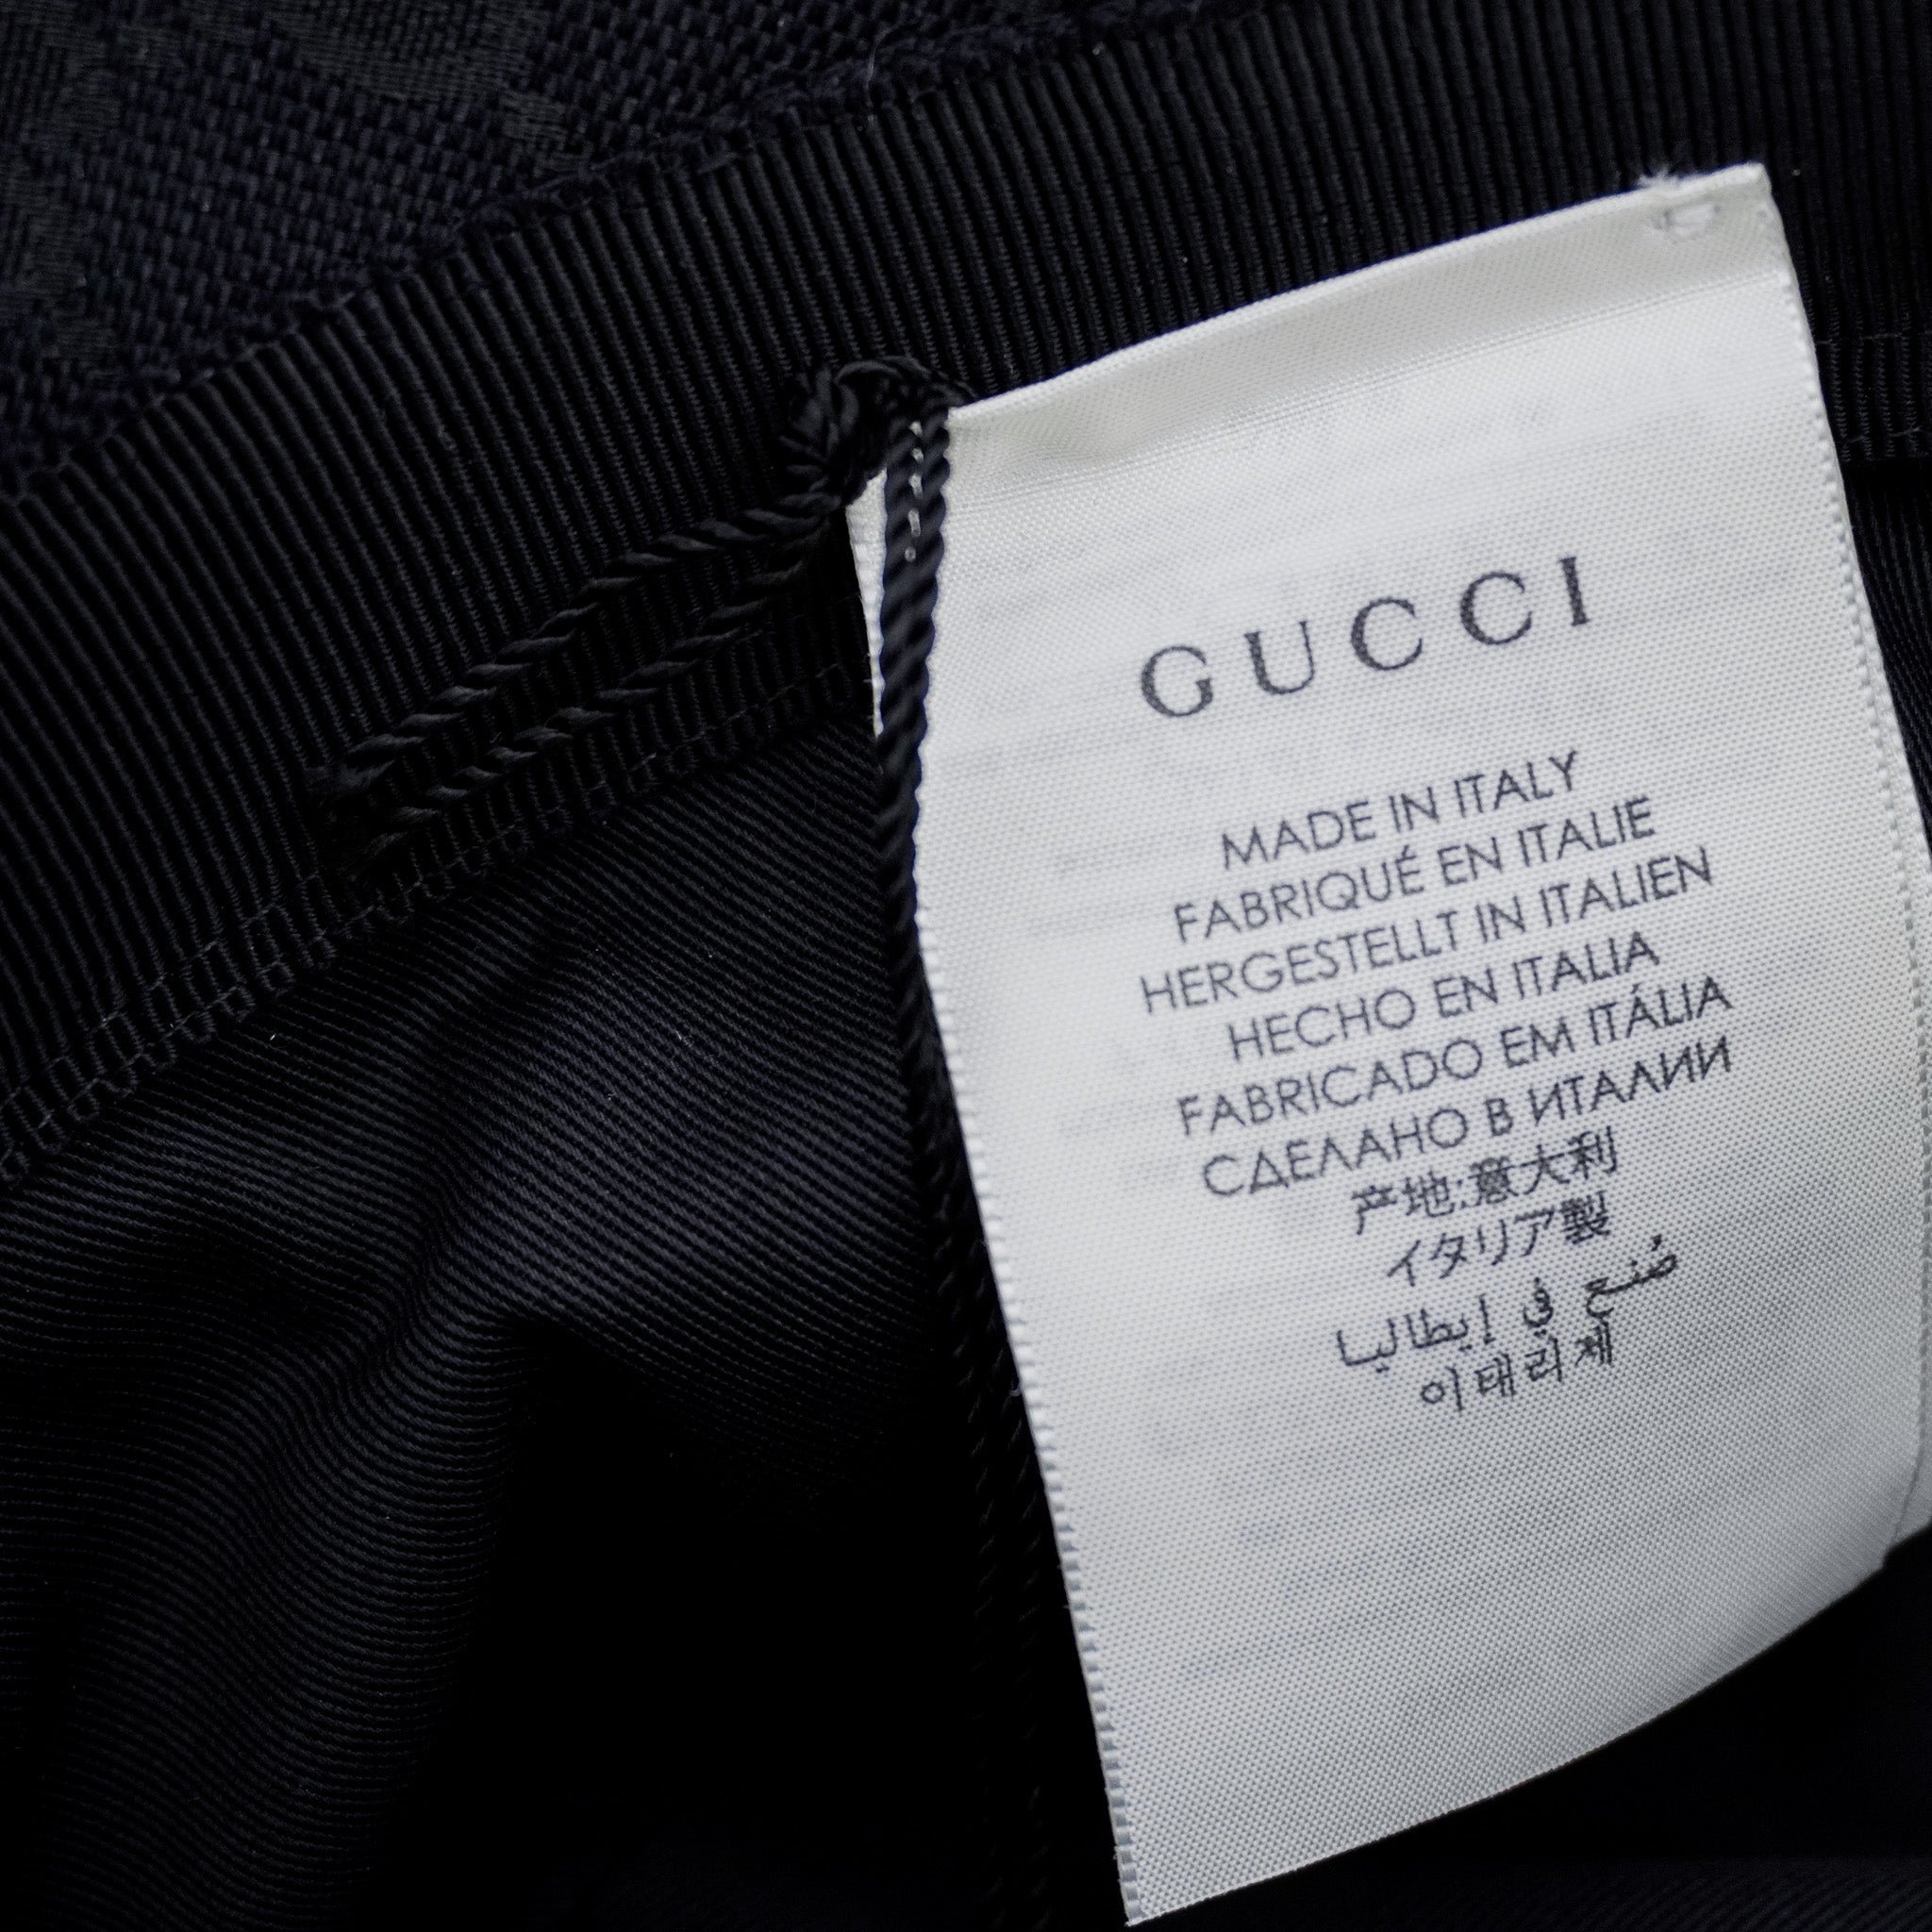 GUCCI
MADE IN ITALY
FABRIQUÉ EN ITALIE
HERGESTELLT IN ITALIEN
HECHO EN ITALIA
FABRICADO EM ITÁLIA
СДЕЛАНО В ИТАЛИИ
产地:意大利
イタリア製
صُنع في إيطاليا
이태리제